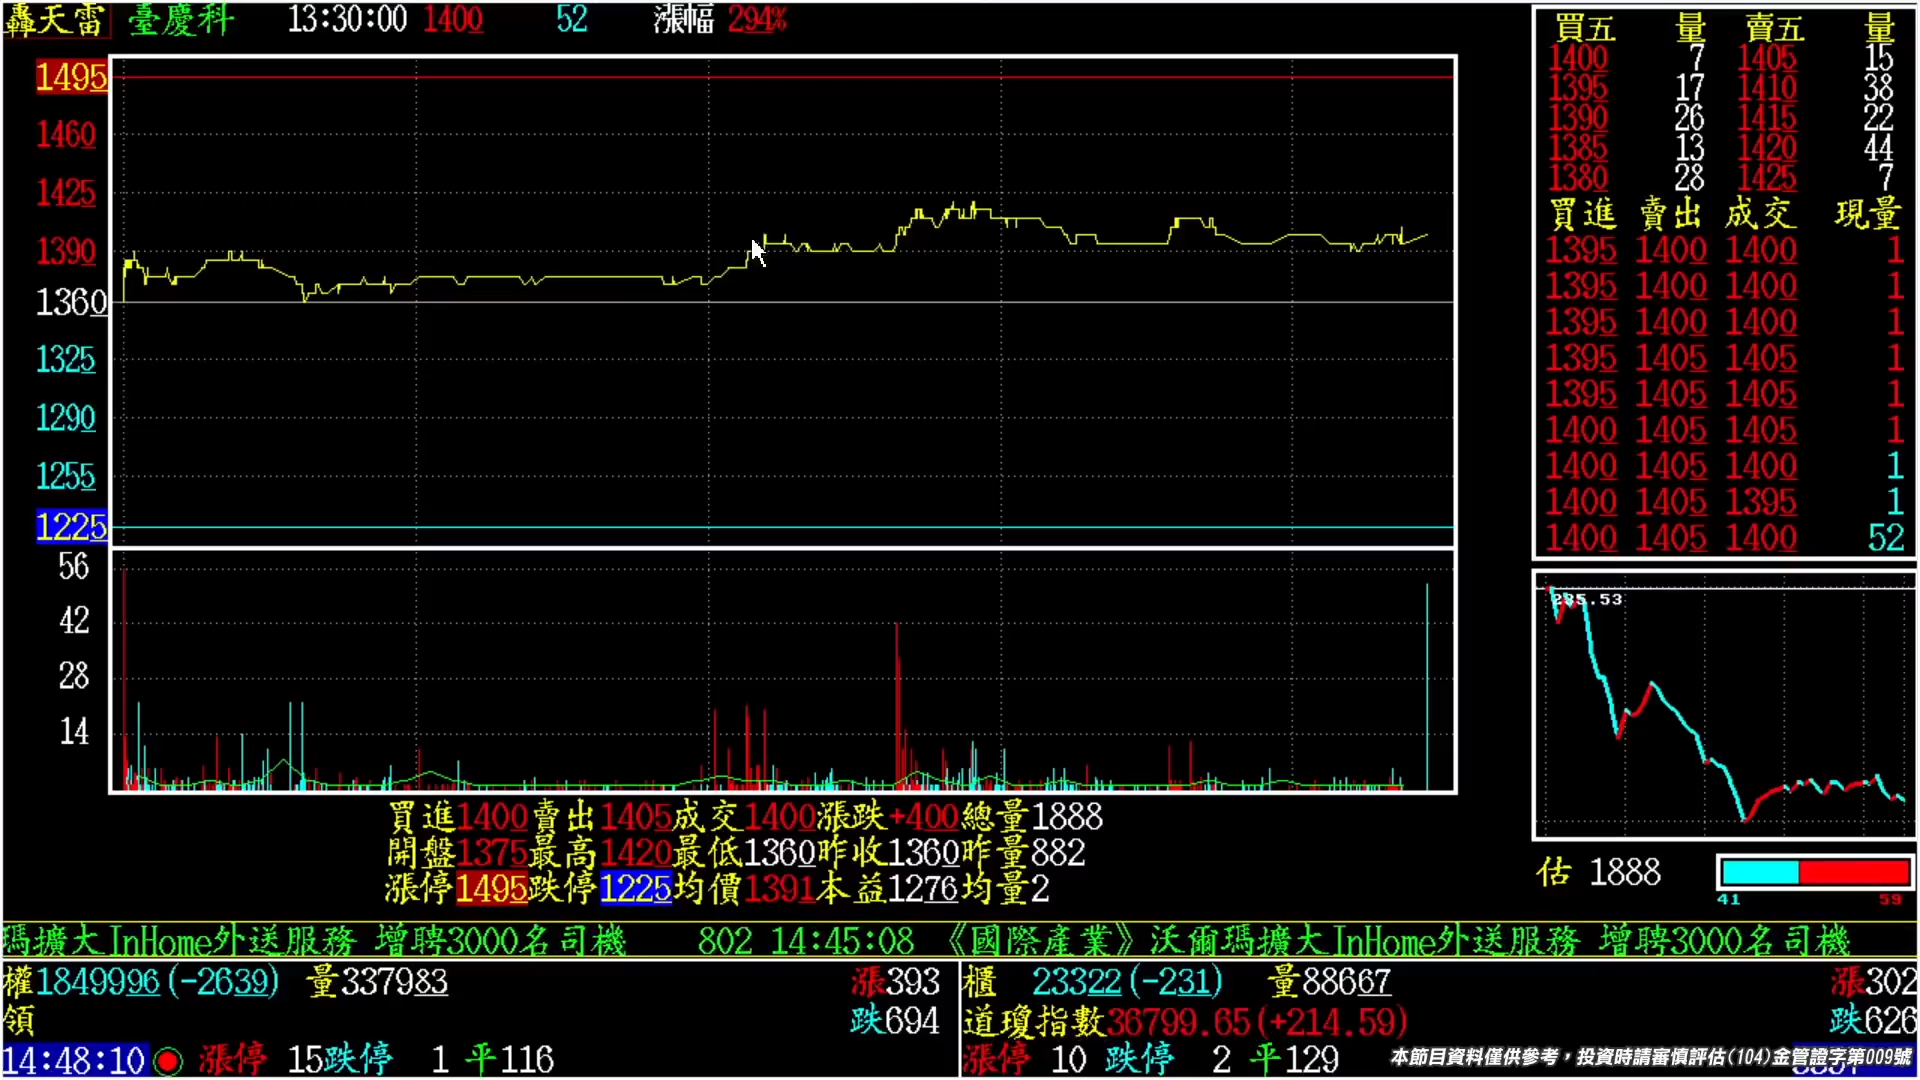 轟天雷 臺慶科 13:30:00 1400 52 漲幅 294%
1495
1460
1425
1390
1360
1325
1290
1255
1225
56
42
28
14
買進1400賣出1405成交1400漲跌+400總量1888
開盤1375最高1420最低1360昨收1360昨量882
漲停1495跌停1225均價1391本益1276均量2
買五 量 賣五 量
1400 7 1405 15
1395 17 1410 38
1390 26 1415 22
1385 13 1420 44
1380 28 1425 7
買進 賣出 成交 現量
1395 1400 1400 1
1395 1400 1400 1
1395 1400 1400 1
1395 1405 1405 1
1395 1405 1405 1
1400 1405 1405 1
1400 1405 1400 1
1400 1405 1395 1
1400 1405 1400 52
估 1888
41 59
瑪擴大InHome外送服務 增聘3000名司機 802 14:45:08 《國際產業》沃爾瑪擴大InHome外送服務 增聘3000名司機
權1849996(-2639) 量337983 漲393
領 跌694
14:48:10 漲停 15跌停 1 平116
櫃 23322(-231) 量88667 漲302
道瓊指數36799.65(+214.59) 跌626
漲停 10 跌停 2 平129
本節目資料僅供參考，投資時請審慎評估(104)金管證字第009號